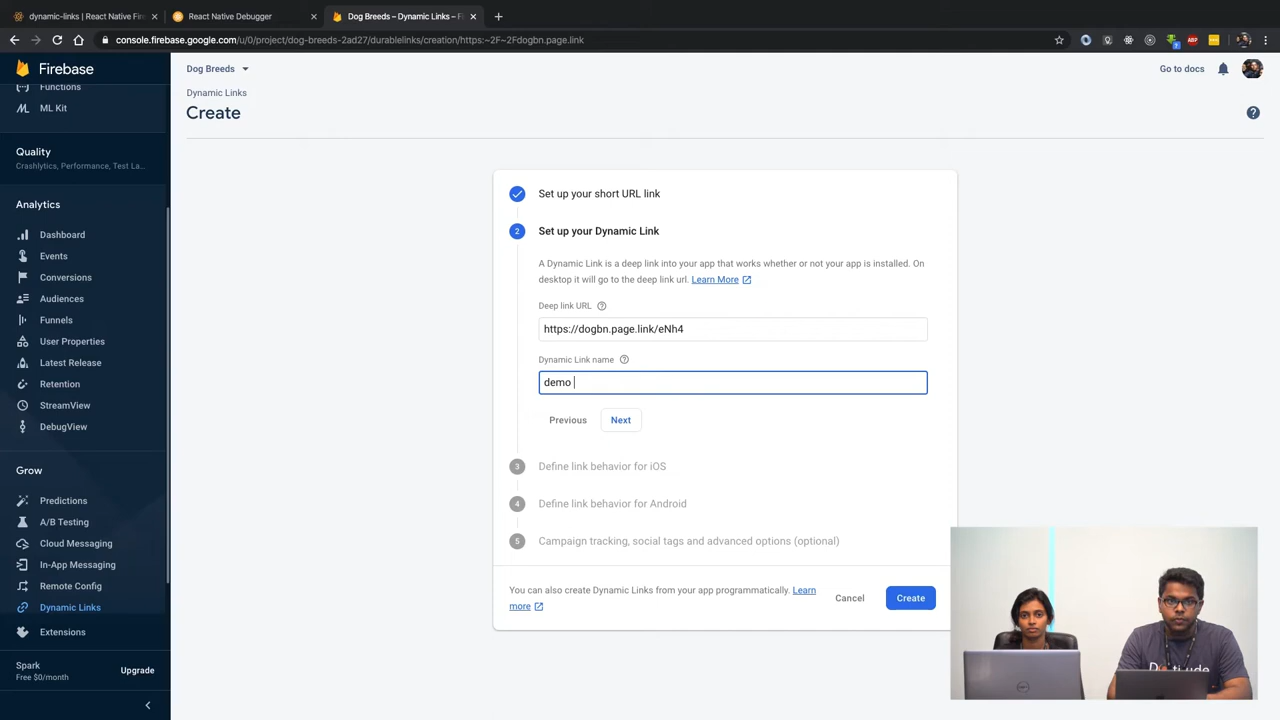 dynamic-links | React Native Fire
React Native Debugger
Dog Breeds – Dynamic Links – F
console.firebase.google.com/u/0/project/dog-breeds-2ad27/durablelinks/creation/https:~2F~2Fdogbn.page.link
Firebase
Dog Breeds
Go to docs
Dynamic Links
Create
Functions
ML Kit
Quality
Crashlytics, Performance, Test La...
Analytics
Dashboard
Events
Conversions
Audiences
Funnels
User Properties
Latest Release
Retention
StreamView
DebugView
Grow
Predictions
A/B Testing
Cloud Messaging
In-App Messaging
Remote Config
Dynamic Links
Extensions
Spark
Free $0/month
Upgrade
Set up your short URL link
2 Set up your Dynamic Link
A Dynamic Link is a deep link into your app that works whether or not your app is installed. On
desktop it will go to the deep link url. Learn More
Deep link URL
https://dogbn.page.link/eNh4
Dynamic Link name
demo
Previous Next
3 Define link behavior for iOS
4 Define link behavior for Android
5 Campaign tracking, social tags and advanced options (optional)
You can also create Dynamic Links from your app programmatically. Learn
more
Cancel Create